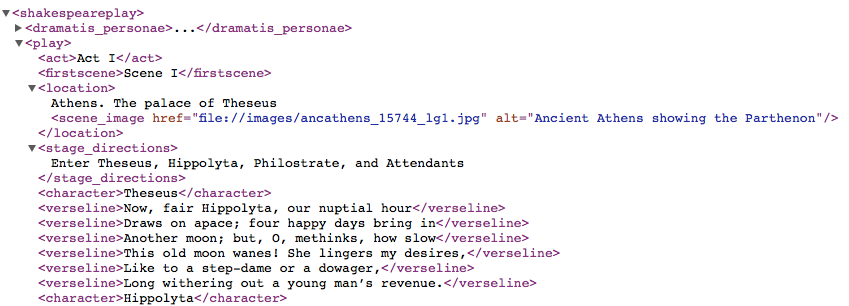 ▼<shakespeareplay>
▶<dramatis_personae>...</dramatis_personae>
▼<play>
<act>Act I</act>
<firstscene>Scene I</firstscene>
▼<location>
Athens. The palace of Theseus
<scene_image href="file://images/ancathens_15744_lg1.jpg" alt="Ancient Athens showing the Parthenon"/>
</location>
▼<stage_directions>
Enter Theseus, Hippolyta, Philostrate, and Attendants
</stage_directions>
<character>Theseus</character>
<verseline>Now, fair Hippolyta, our nuptial hour</verseline>
<verseline>Draws on apace; four happy days bring in</verseline>
<verseline>Another moon; but, O, methinks, how slow</verseline>
<verseline>This old moon wanes! She lingers my desires,</verseline>
<verseline>Like to a step-dame or a dowager,</verseline>
<verseline>Long withering out a young man’s revenue.</verseline>
<character>Hippolyta</character>